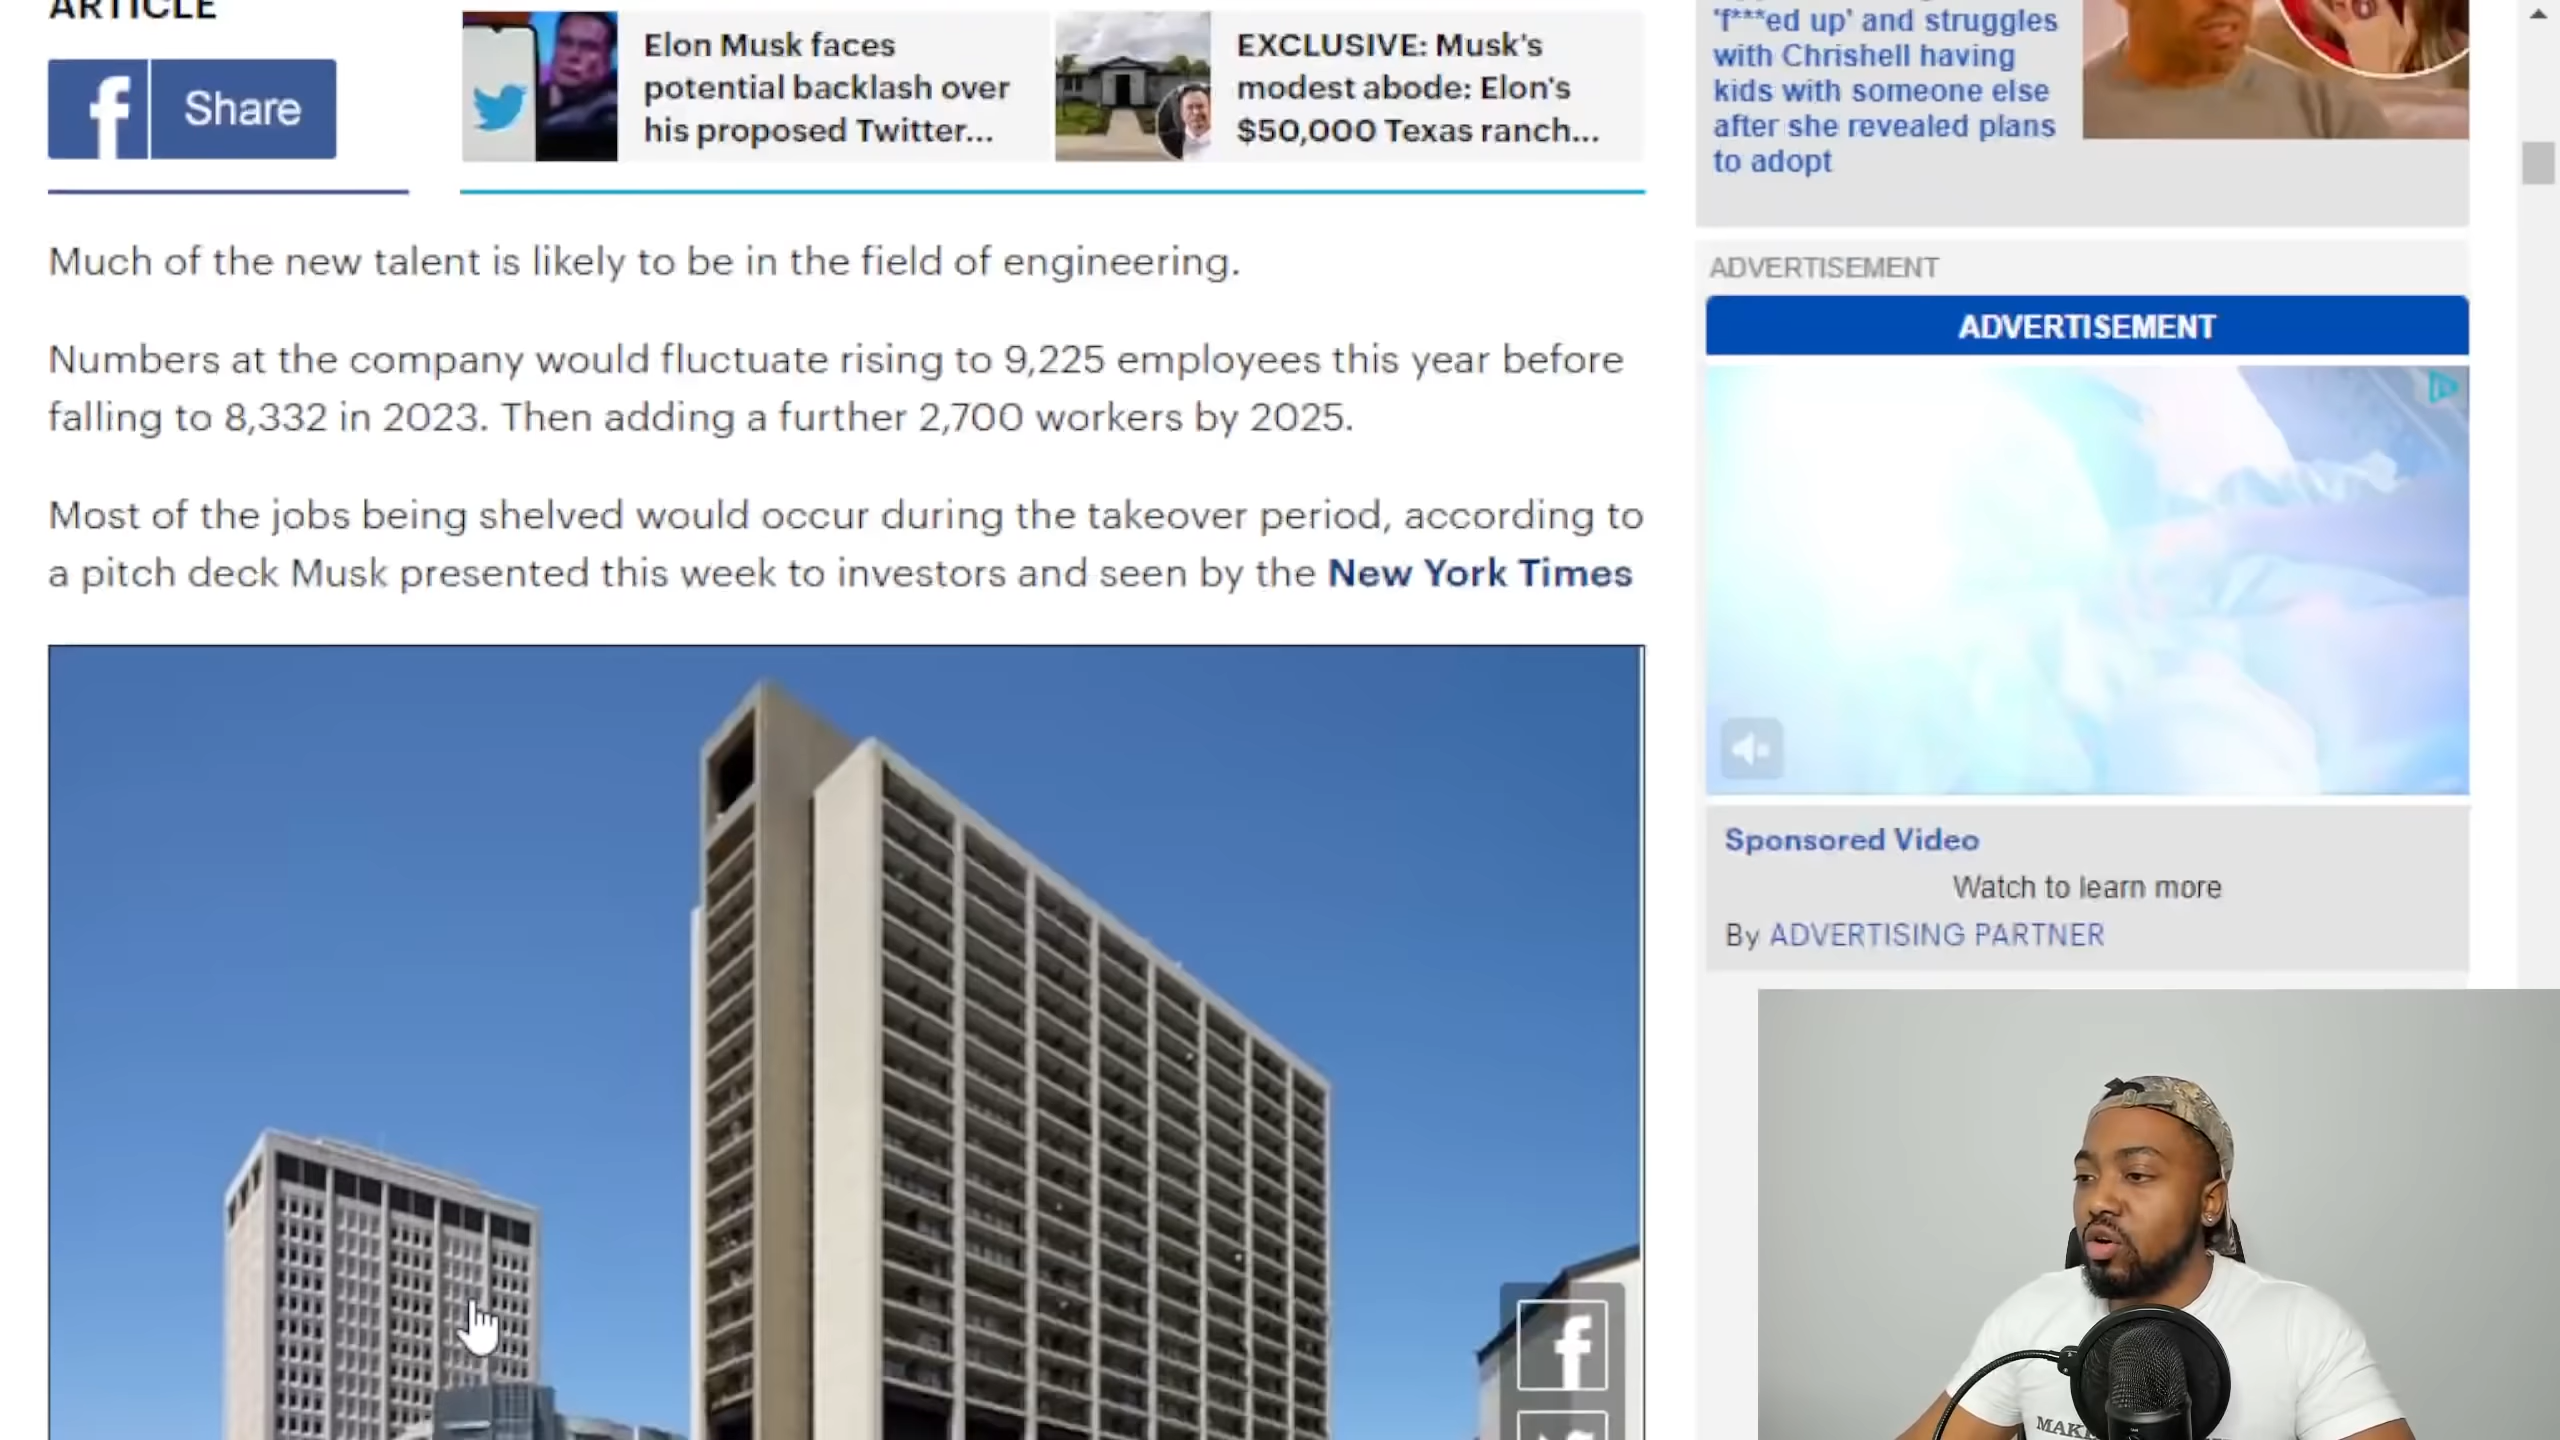 ARTICLE
Share
Elon Musk faces
potential backlash over
his proposed Twitter...
EXCLUSIVE: Musk's
modest abode: Elon's
$50,000 Texas ranch...
Much of the new talent is likely to be in the field of engineering.
Numbers at the company would fluctuate rising to 9,225 employees this year before
falling to 8,332 in 2023. Then adding a further 2,700 workers by 2025.
Most of the jobs being shelved would occur during the takeover period, according to
a pitch deck Musk presented this week to investors and seen by the New York Times
'f***ed up' and struggles
with Chrishell having
kids with someone else
after she revealed plans
to adopt
ADVERTISEMENT
ADVERTISEMENT
Sponsored Video
Watch to learn more
By ADVERTISING PARTNER